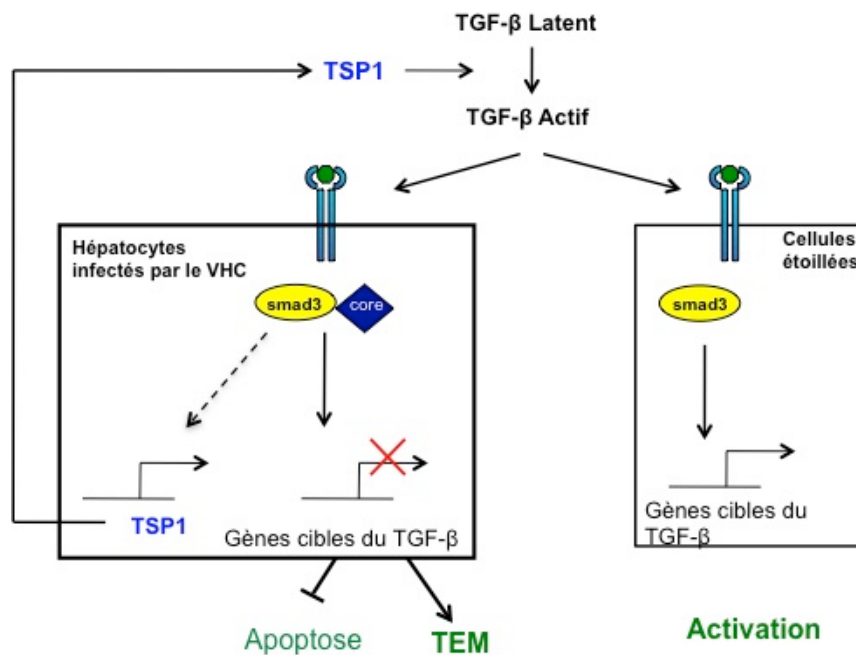 TGF-β Latent
TSP1
TGF-β Actif
Hépatocytes
infectés par le VHC
Cellules
étoillées
smad3
core
smad3
TSP1
Gènes cibles du TGF-β
Gènes cibles du
TGF-β
Apoptose
TEM
Activation